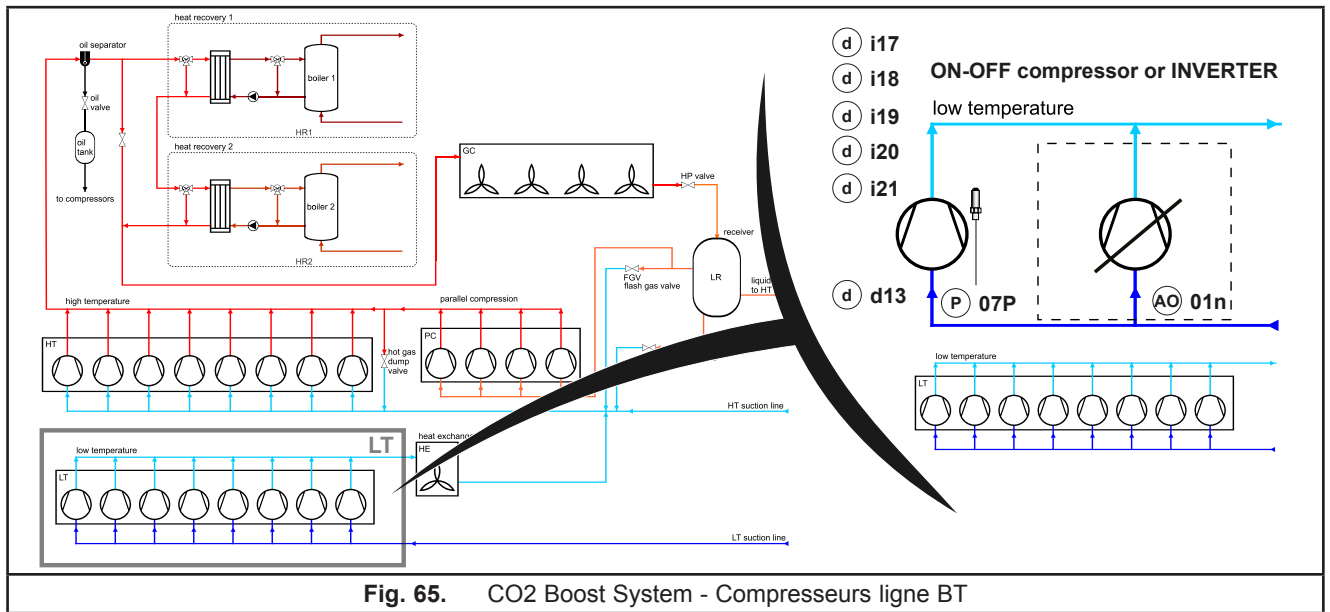 heat recovery 1
oil separator
boiler 1
oil
valve
oil
tank
to compressors
HR1
heat recovery 2
boiler 2
HR2
GC
HP valve
receiver
LR
FGV
flash gas valve
liquid
to HT
high temperature
parallel compression
HT
hot gas
dump
valve
PC
HT suction line
LT
low temperature
LT
heat exchang
HE
LT suction line
d i17
d i18
d i19
d i20
d i21
ON-OFF compressor or INVERTER
low temperature
d d13
P 07P
AO 01n
low temperature
LT
Fig. 65. CO2 Boost System - Compresseurs ligne BT